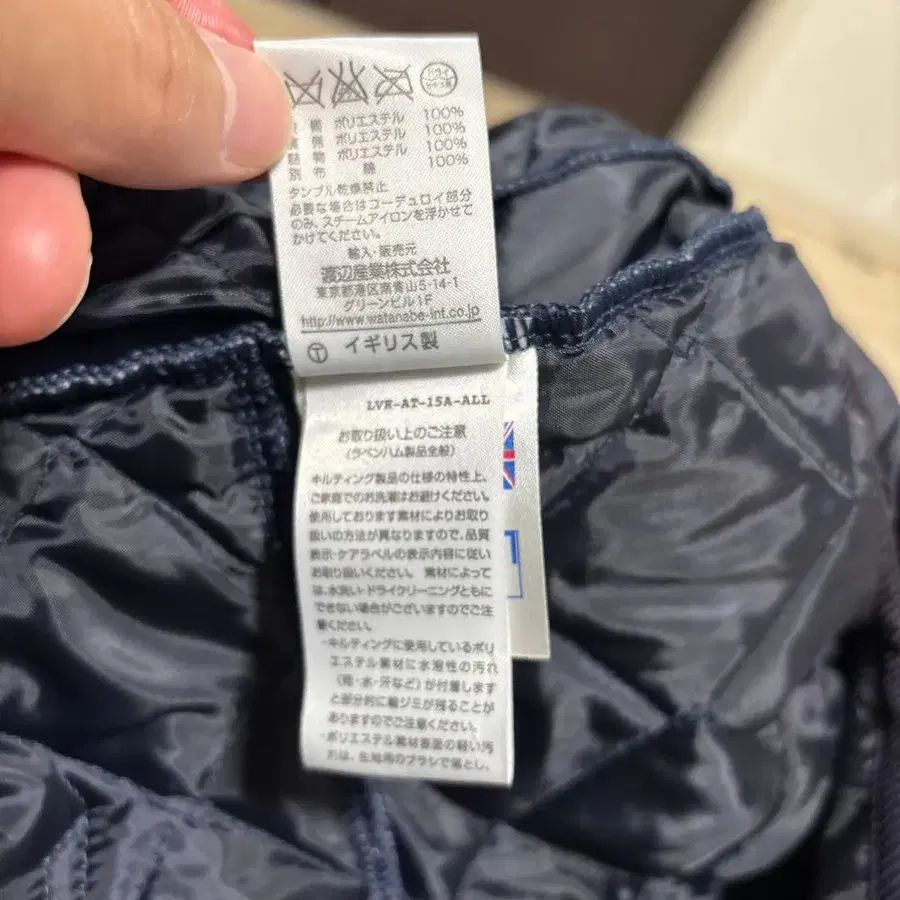 ドライ
セキユ系
表側 ポリエステル 100%
裏側 ポリエステル 100%
詰物 ポリエステル 100%
別布 綿 100%
タンブル乾燥禁止
必要な場合はコーデュロイ部分
のみ、スチームアイロンを浮かせて
かけてください。
輸入・販売元
渡辺産業株式会社
東京都港区南青山5-14-1
グリーンビル1F
http://www.watanabe-int.co.jp
T イギリス製
LVR-AT-15A-ALL
お取り扱い上のご注意
(ラベンハム製品全般)
キルティング製品の仕様の特性上、
ご家庭でのお洗濯はお避けください。
使用しております素材によりお取り
扱いの方法が異なりますので、品質
表示・ケアラベルの表示内容に従い
お取り扱いください。素材によって
は、水洗い・ドライクリーニングともに
できない場合がございますのでご注
意ください。
・キルティングに使用しているポリ
エステル素材に水溶性の汚れ
(雨・水・汗など)が付着します
と部分的に輪ジミが残ることが
ありますのでご注意ください。
・ポリエステル素材表面の軽い汚
れは、生地用のブラシで落とし、